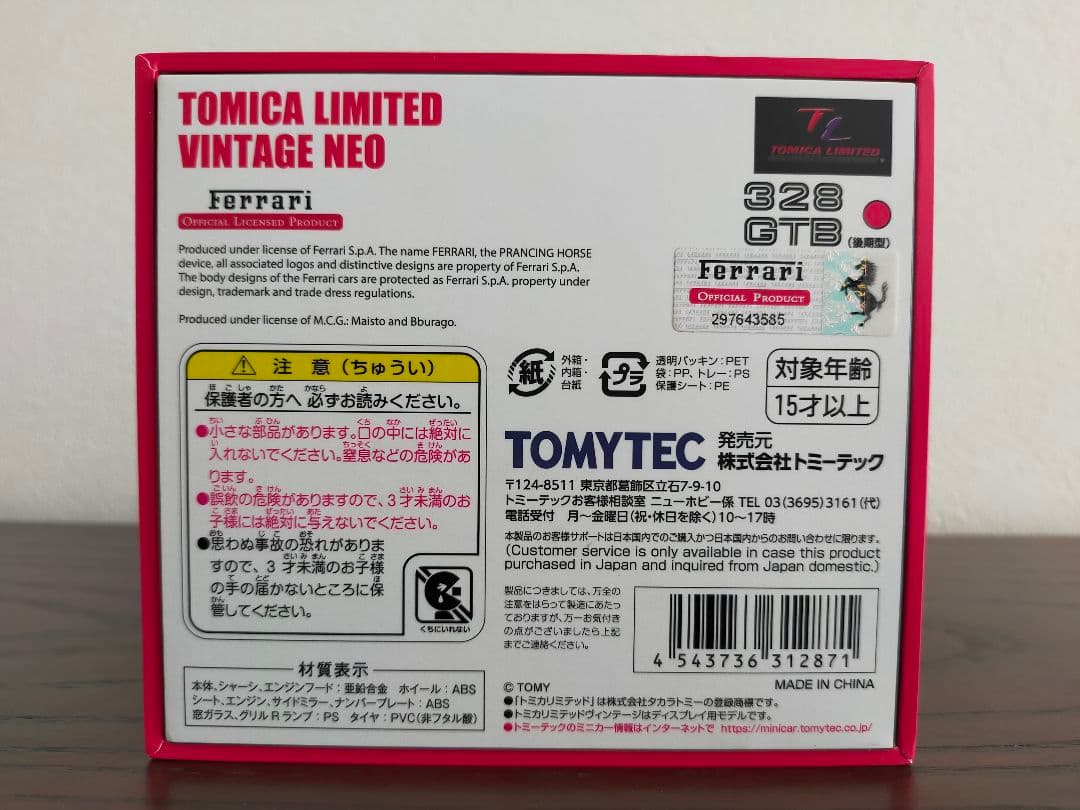 TOMICA LIMITED
VINTAGE NEO
Ferrari
OFFICIAL LICENSED PRODUCT
Produced under license of Ferrari S.p.A. The name FERRARI, the PRANCING HORSE
device, all associated logos and distinctive designs are property of Ferrari S.p.A.
The body designs of the Ferrari cars are protected as Ferrari S.p.A. property under
design, trademark and trade dress regulations.
Produced under license of M.C.G.: Maisto and Bburago.
TL
TOMICA LIMITED
328
GTB(後期型)
Ferrari
OFFICIAL PRODUCT
297643585
注 意(ちゅうい)
保護者の方へ 必ずお読みください。
●小さな部品があります。口の中には絶対に
入れないでください。窒息などの危険があ
ります。
●誤飲の危険がありますので、3才未満のお
子様には絶対に与えないでください。
●思わぬ事故の恐れがありま
すので、3 才未満のお子様
の手の届かないところに保
管してください。
くちにいれない
紙
外箱・
内箱・
台紙
プラ
透明パッキン:PET
袋:PP、トレー:PS
保護シート:PE
対象年齢
15才以上
TOMYTEC
発売元
株式会社トミーテック
〒124-8511 東京都葛飾区立石7-9-10
トミーテックお客様相談室 ニューホビー係 TEL 03(3695)3161(代)
電話受付 月〜金曜日(祝・休日を除く)10〜17時
本製品のお客様サポートは日本国内でのご購入かつ日本国内からのお問い合わせに限ります。
(Customer service is only available in case this product
purchased in Japan and inquired from Japan domestic.)
製品につきましては、万全の
注意をはらって製造にあたっ
ておりますが、万一お気付き
の点がございましたら上記
までご連絡ください。
4 543736 312871
MADE IN CHINA
材質表示
本体、シャーシ、エンジンフード:亜鉛合金 ホイール:ABS
シート、エンジン、サイドミラー、ナンバープレート:ABS
窓ガラス、グリルRランプ:PS タイヤ:PVC(非フタル酸)
© TOMY
●「トミカリミテッド」は株式会社タカラトミーの登録商標です。
●トミカリミテッドヴィンテージはディスプレイ用モデルです。
●トミーテックのミニカー情報はインターネットで https://minicar.tomytec.co.jp/